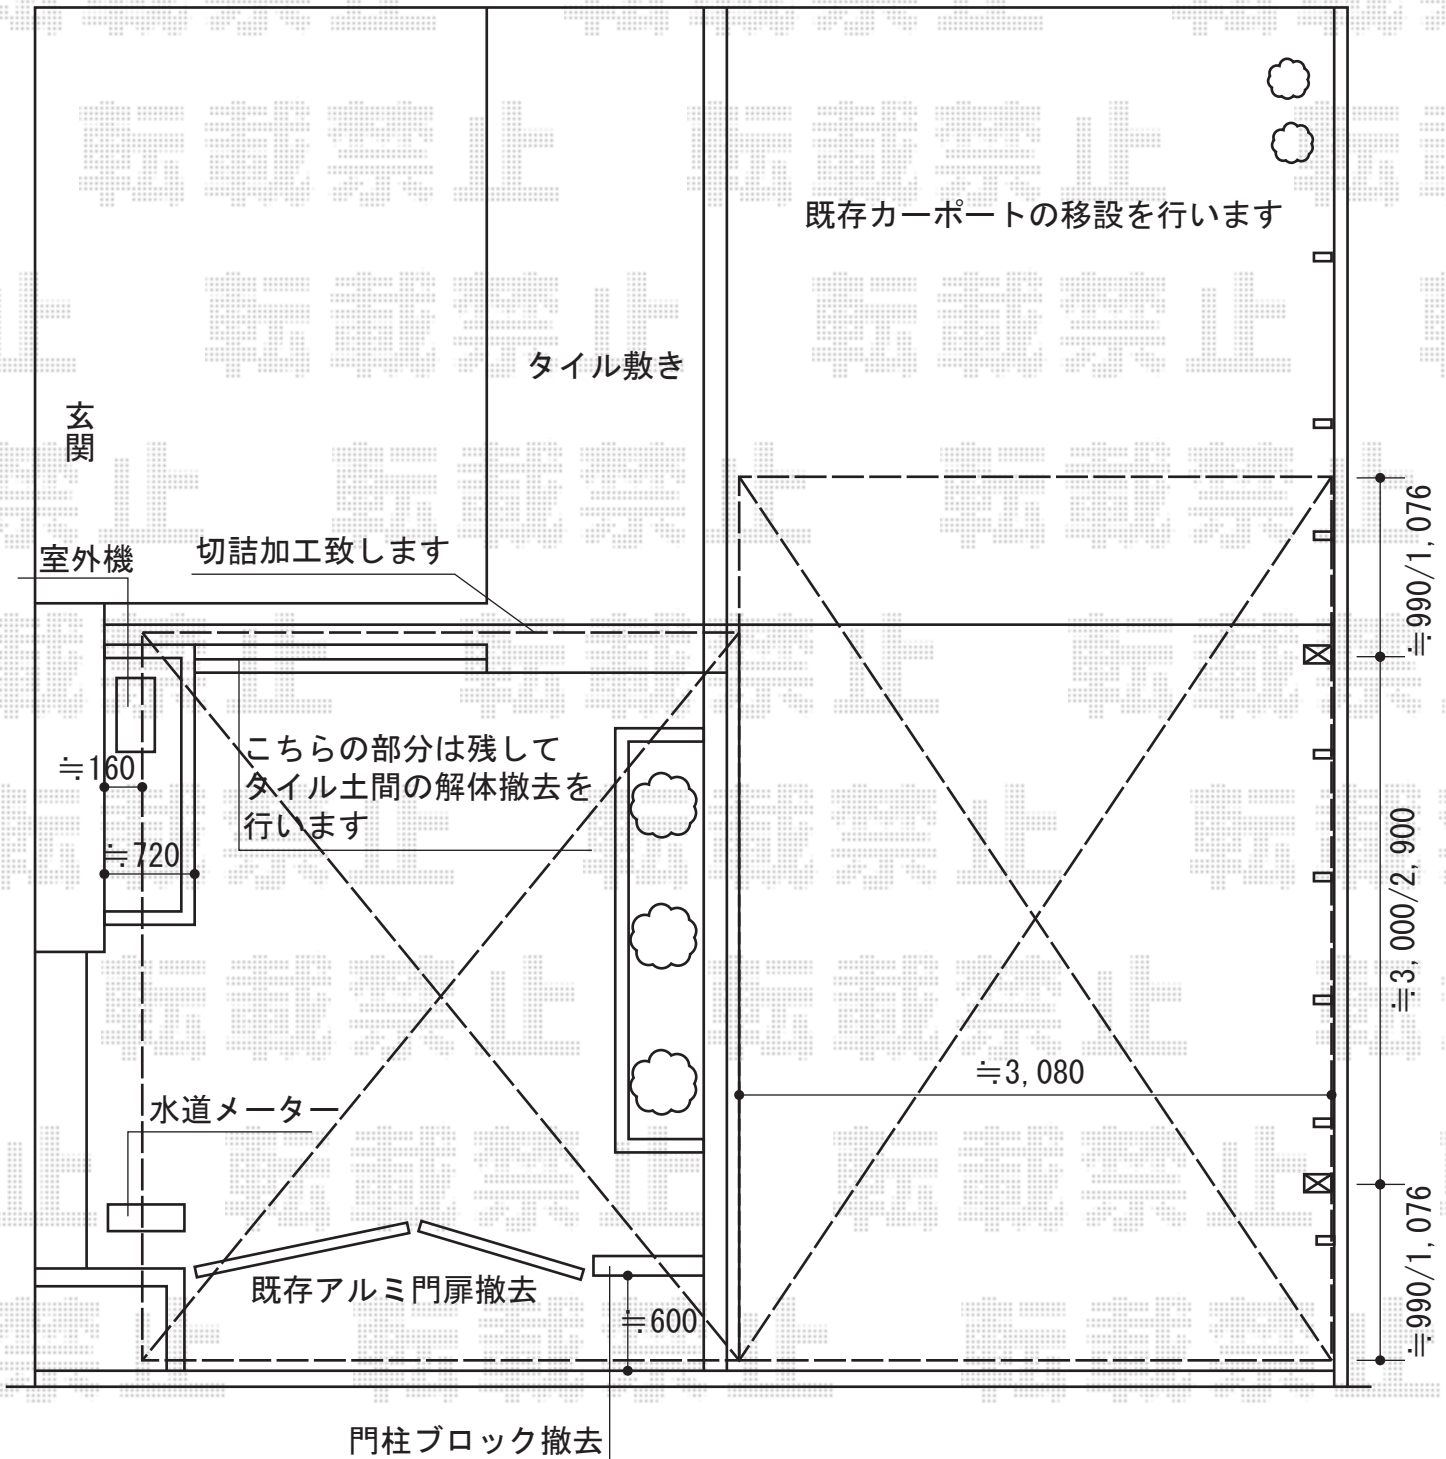 既存カーポートの移設を行います
タイル敷き
玄関
室外機
切詰加工致します
≒990/1,076
こちらの部分は残して
タイル土間の解体撤去を
行います
≒160
≒720
≒3,000/2,900
≒3,080
水道メーター
既存アルミ門扉撤去
≒600
≒990/1,076
門柱ブロック撤去
転載禁止